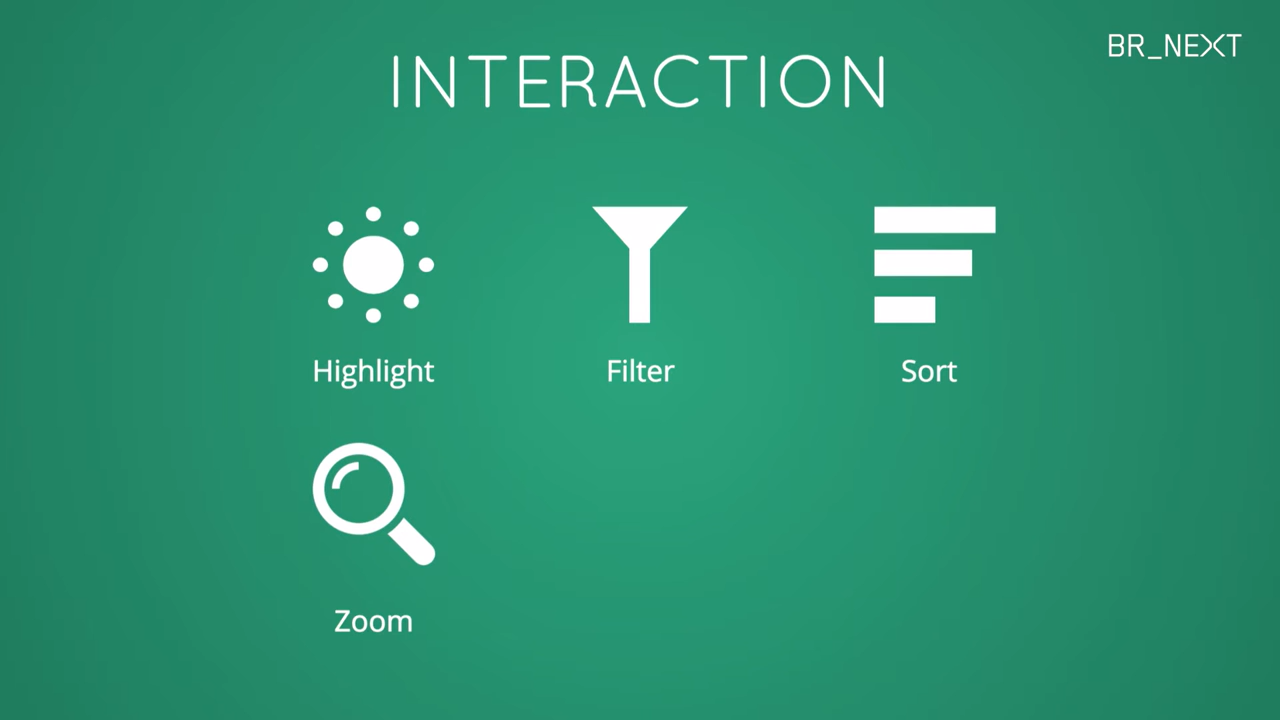 INTERACTION
BR_NEXT
Highlight
Filter
Sort
Zoom